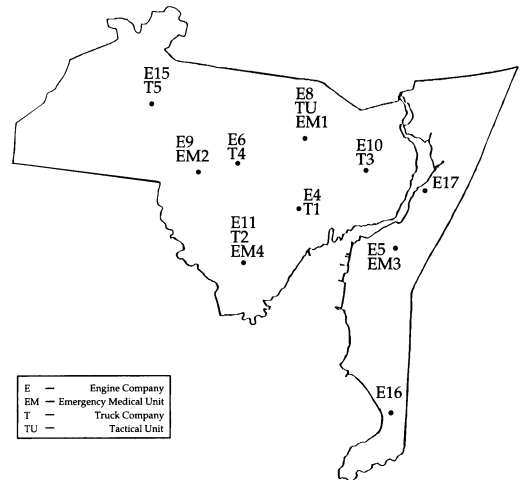 E15
T5
E8
TU
EM1
E9
EM2
E6
T4
E10
T3
E17
E4
T1
E11
T2
EM4
E5
EM3
E16
E — Engine Company
EM — Emergency Medical Unit
T — Truck Company
TU — Tactical Unit